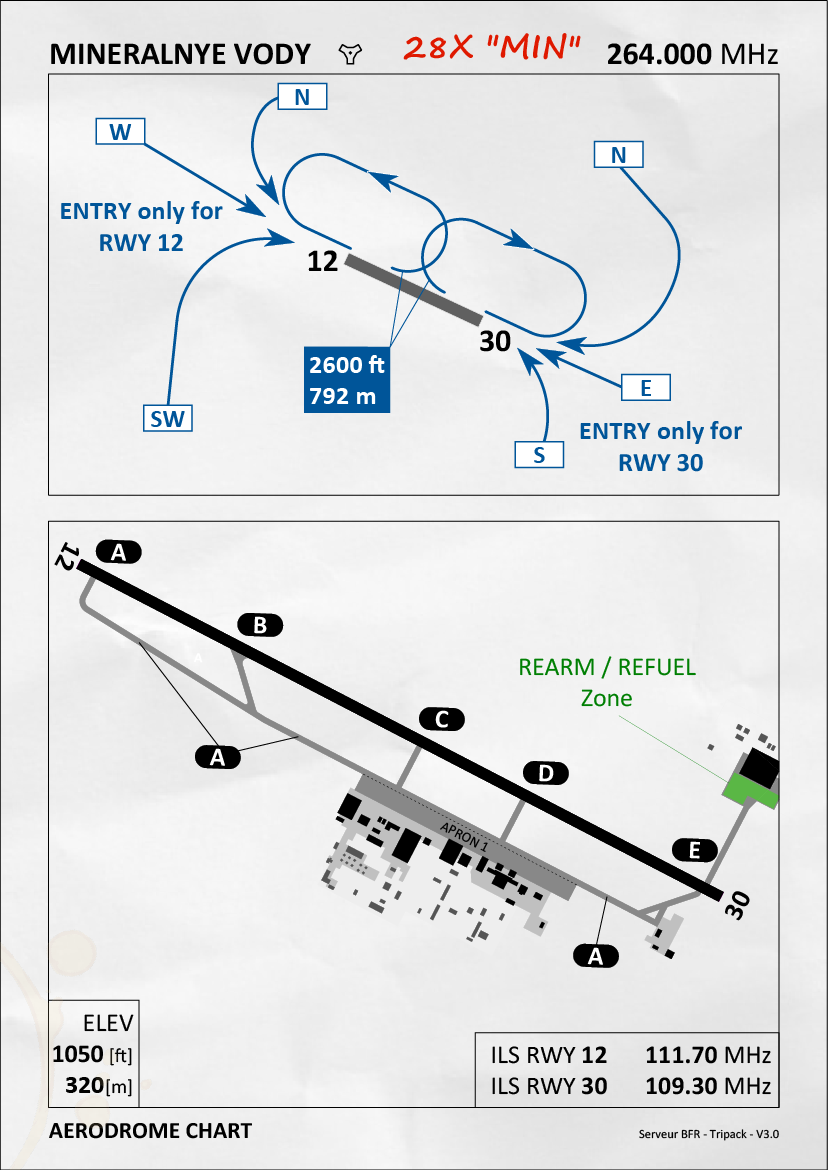 MINERALNYE VODY
28X "MIN"
264.000 MHz
N
W
N
ENTRY only for
RWY 12
12
30
2600 ft
792 m
E
SW
S
ENTRY only for
RWY 30
12
A
B
REARM / REFUEL
Zone
C
A
D
APRON 1
E
30
A
ELEV
1050 [ft]
320[m]
ILS RWY 12 111.70 MHz
ILS RWY 30 109.30 MHz
AERODROME CHART
Serveur BFR - Tripack - V3.0